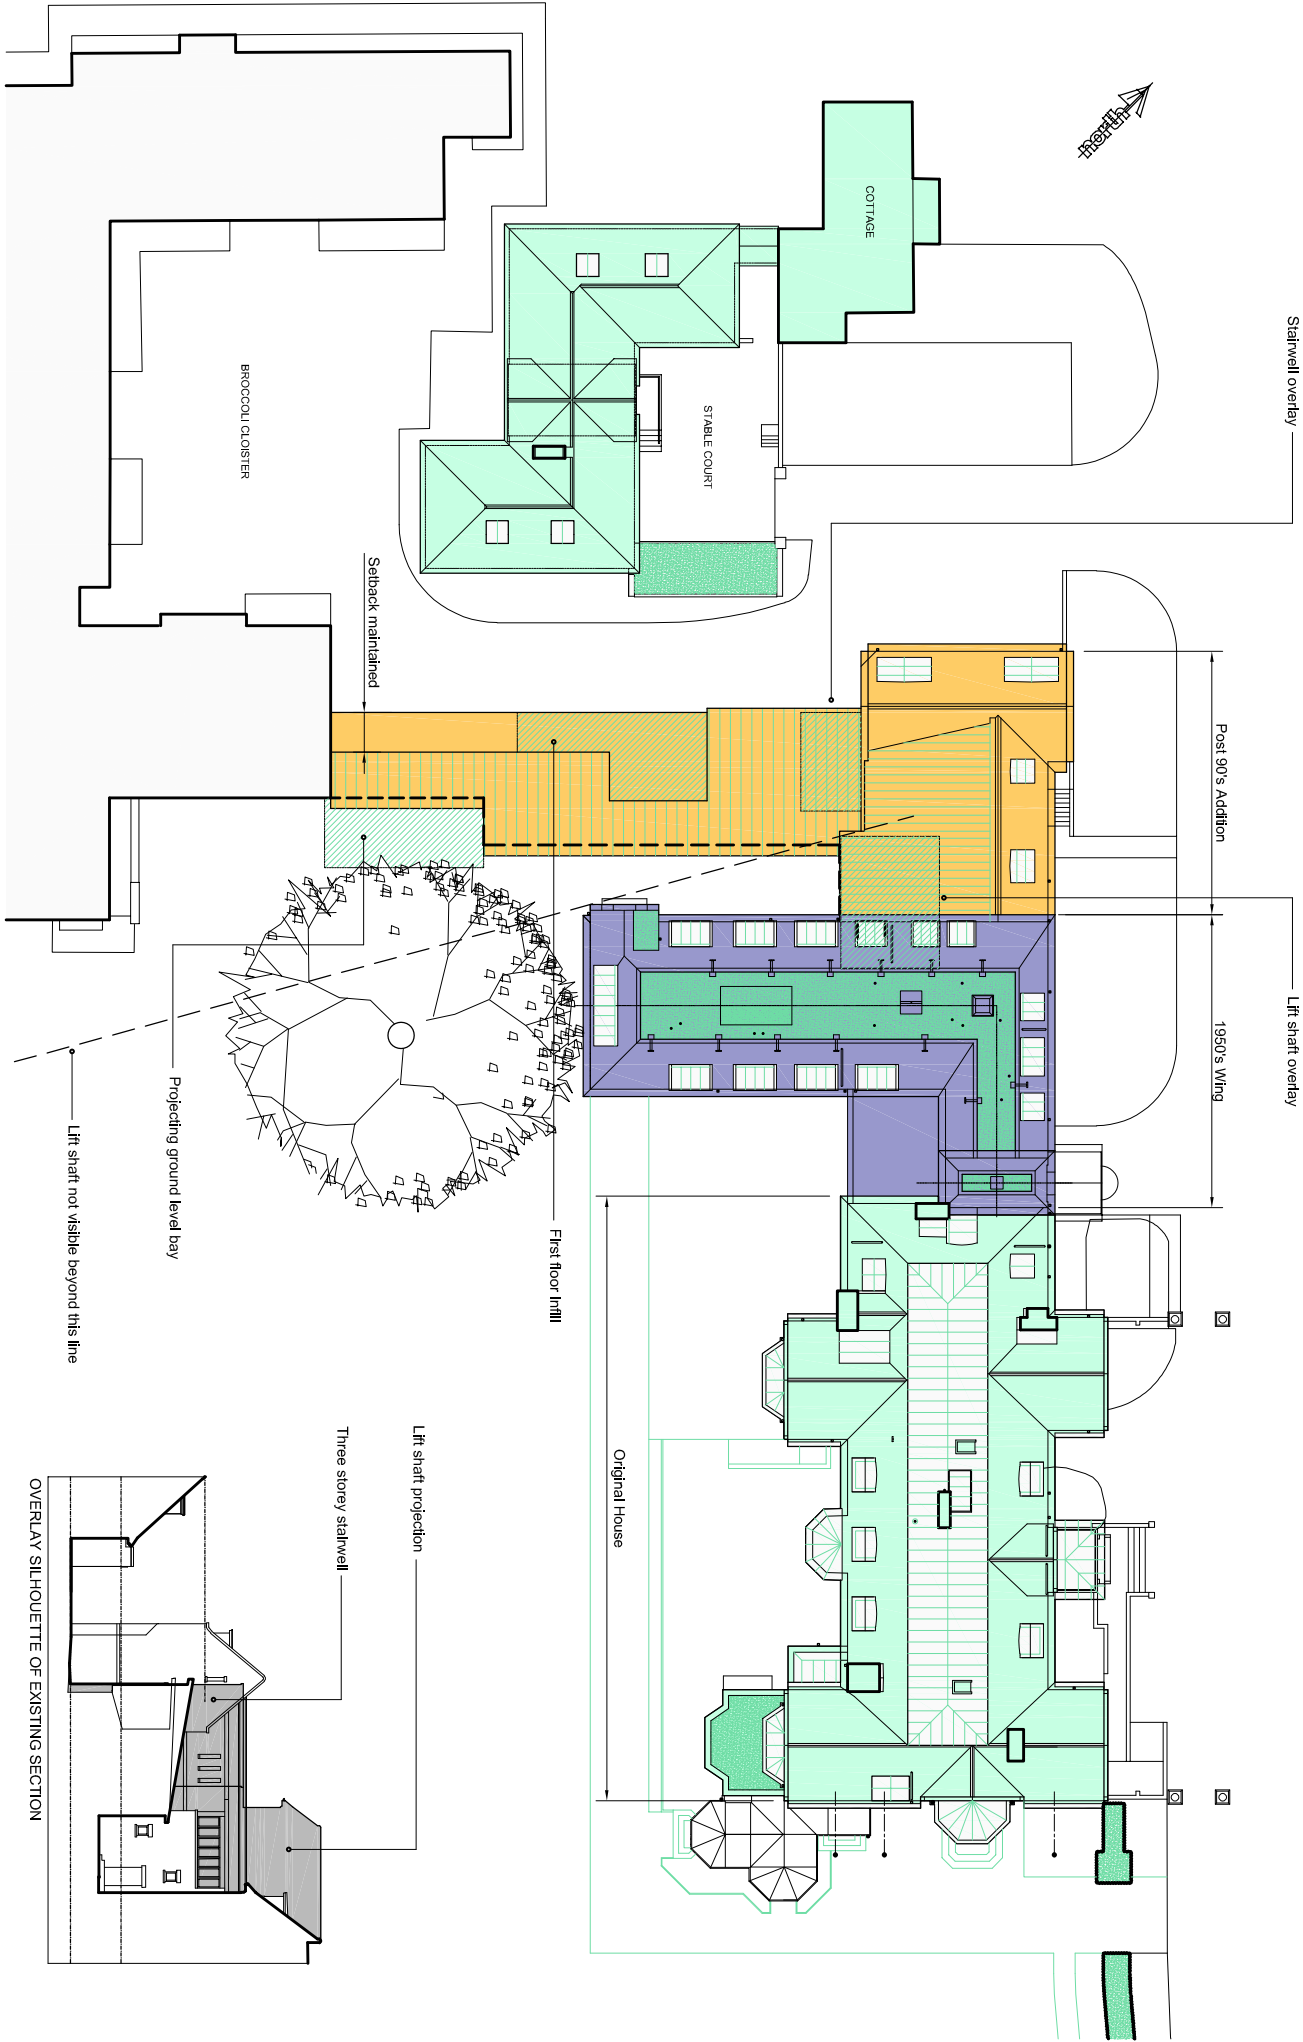 north
COTTAGE
Stairwell overlay
STABLE COURT
BROCCOLI CLOISTER
Setback maintained
Post 90's Addition
Lift shaft overlay
1950's Wing
Projecting ground level bay
Lift shaft not visible beyond this line
FIrst floor Infill
Original House
Lift shaft projection
Three storey stairwell
OVERLAY SILHOUETTE OF EXISTING SECTION